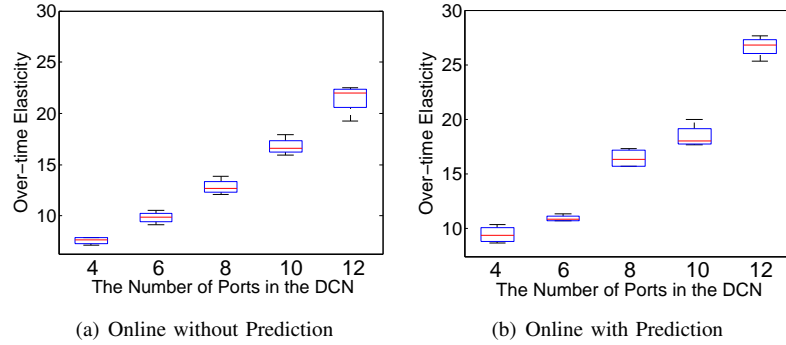 30
25
20
15
10
Over-time Elasticity
4 6 8 10 12
The Number of Ports in the DCN
(a) Online without Prediction
30
25
20
15
10
Over-time Elasticity
4 6 8 10 12
The Number of Ports in the DCN
(b) Online with Prediction